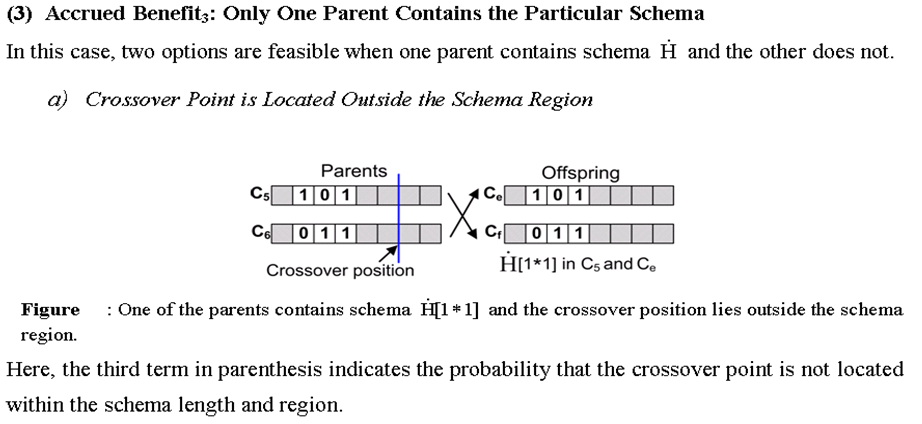 (3) Accrued Benefit₃: Only One Parent Contains the Particular Schema
In this case, two options are feasible when one parent contains schema Ḣ and the other does not.
a) Crossover Point is Located Outside the Schema Region
Parents Offspring
C₅ 1 0 1 Cₑ 1 0 1
C₆ 0 1 1 C_f 0 1 1
Crossover position Ḣ[1*1] in C₅ and Cₑ
Figure : One of the parents contains schema Ḣ[1*1] and the crossover position lies outside the schema
region.
Here, the third term in parenthesis indicates the probability that the crossover point is not located
within the schema length and region.